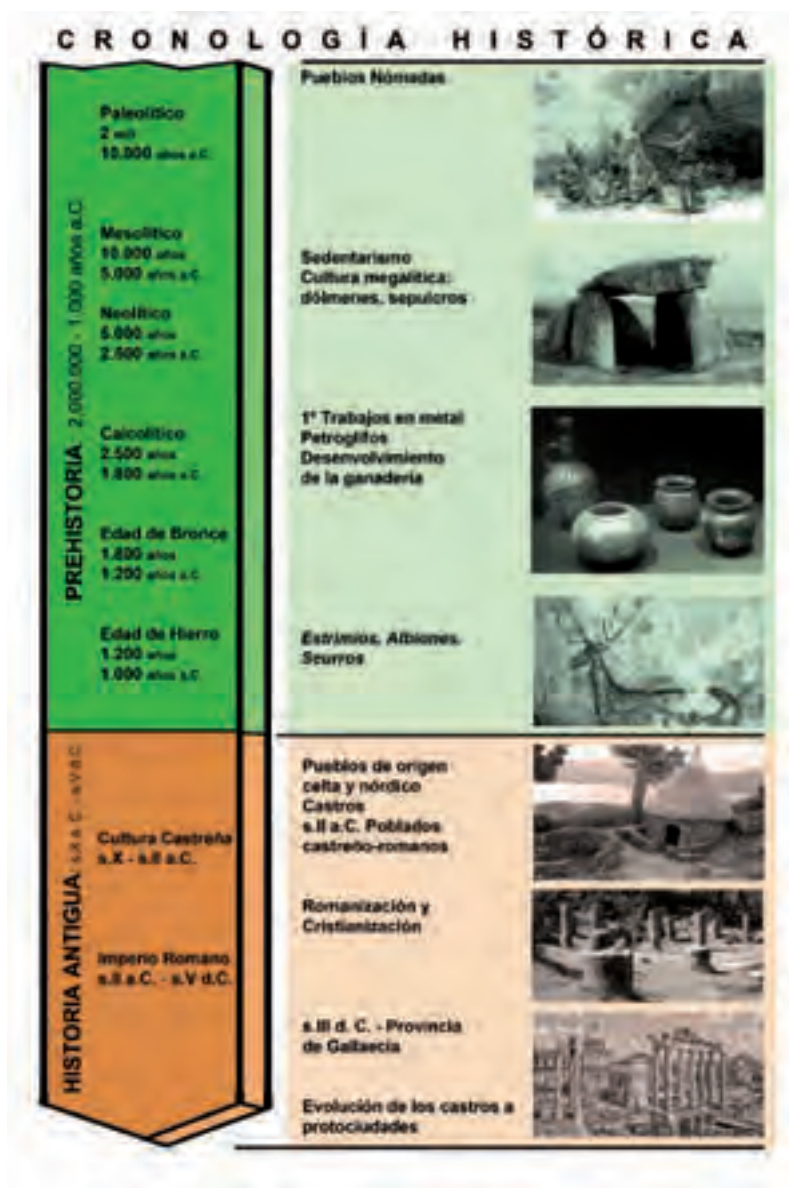 CRONOLOGÍA HISTÓRICA
PREHISTORIA 2.000.000 - 1.000 años a.C.
Paleolítico
2 mill
10.000 años a.C.
Mesolítico
10.000 años
5.000 años a.C.
Neolítico
5.000 años
2.500 años a.C.
Calcolítico
2.500 años
1.800 años a.C.
Edad de Bronce
1.800 años
1.200 años a.C.
Edad de Hierro
1.200 años
1.000 años a.C.
Pueblos Nómadas
Sedentarismo
Cultura megalítica:
dólmenes, sepulcros
1º Trabajos en metal
Petroglifos
Desenvolvimiento
de la ganadería
Estrimios, Albiones,
Seurros
HISTORIA ANTIGUA s.X a.C. - s.V d.C.
Cultura Castreña
s.X - s.II a.C.
Imperio Romano
s.II a.C. - s.V d.C.
Pueblos de origen
celta y nórdico
Castros
s.II a.C. Poblados
castreño-romanos
Romanización y
Cristianización
s.III d. C. - Provincia
de Gallaecia
Evolución de los castros a
protociudades